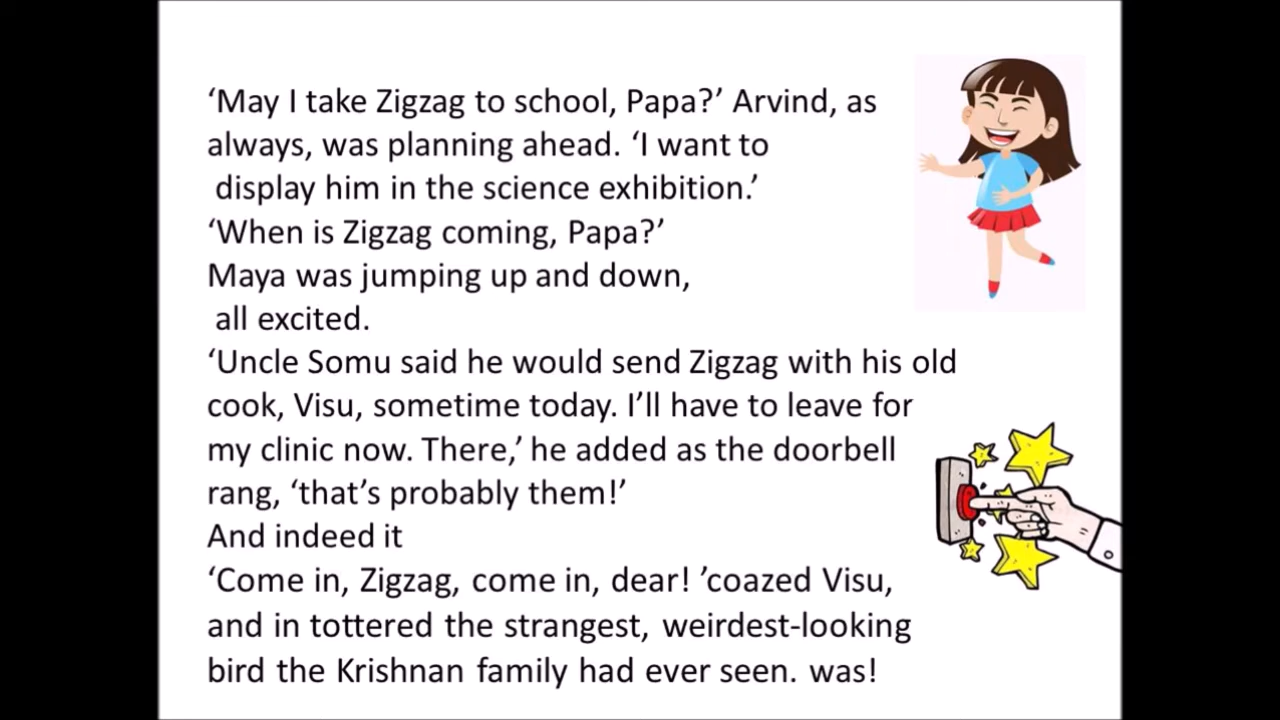 ‘May I take Zigzag to school, Papa?’ Arvind, as
always, was planning ahead. ‘I want to
display him in the science exhibition.’
‘When is Zigzag coming, Papa?’
Maya was jumping up and down,
all excited.
‘Uncle Somu said he would send Zigzag with his old
cook, Visu, sometime today. I’ll have to leave for
my clinic now. There,’ he added as the doorbell
rang, ‘that’s probably them!’
And indeed it
‘Come in, Zigzag, come in, dear! ’coazed Visu,
and in tottered the strangest, weirdest-looking
bird the Krishnan family had ever seen. was!